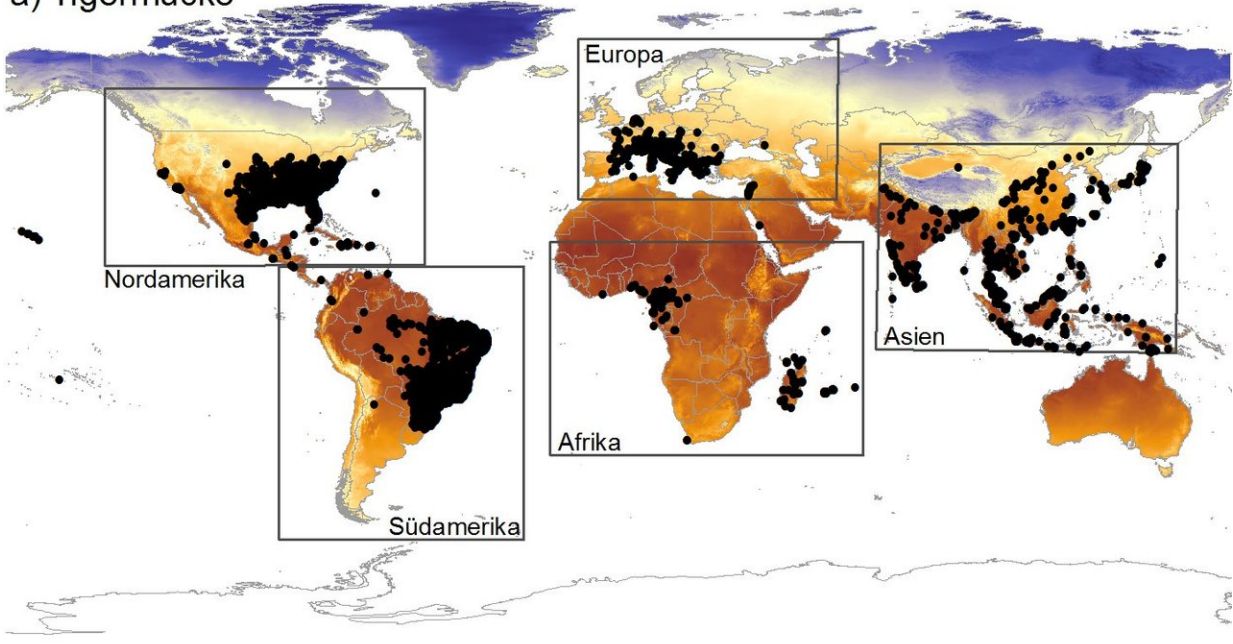 a) Tigermücke
Europa
Nordamerika
Asien
Afrika
Südamerika